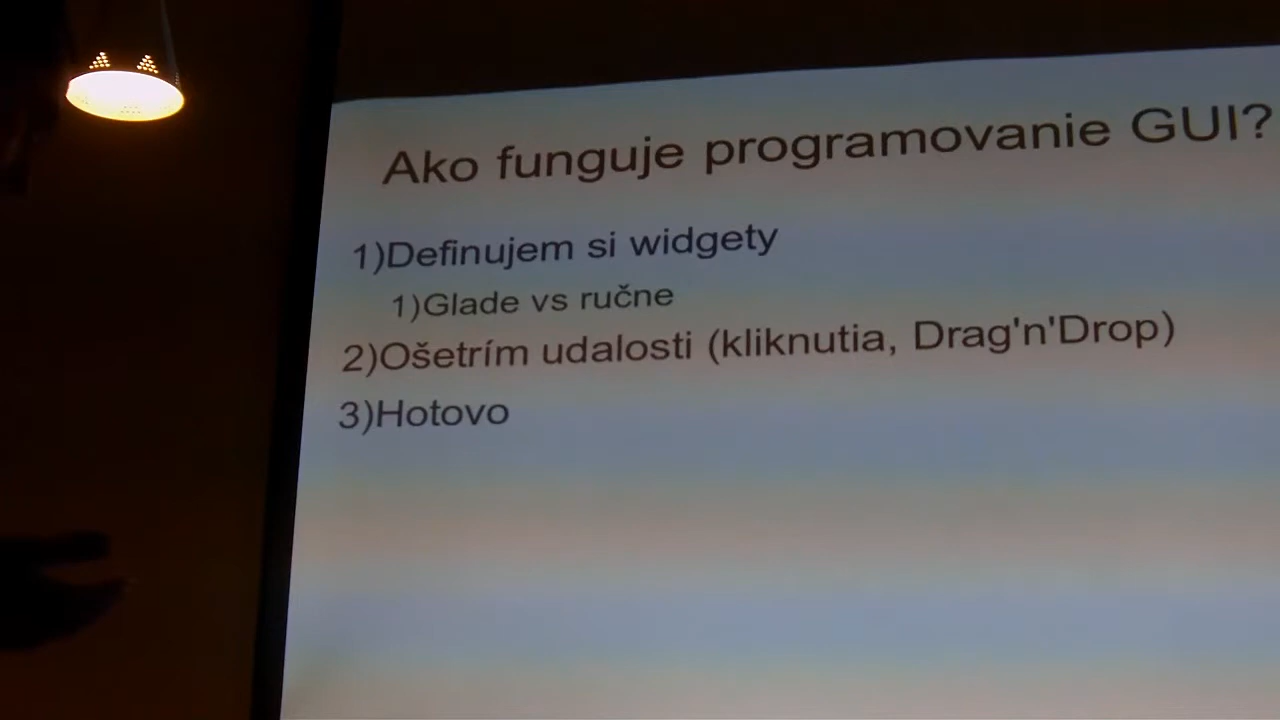 Ako funguje programovanie GUI?
1)Definujem si widgety
1)Glade vs ručne
2)Ošetrím udalosti (kliknutia, Drag'n'Drop)
3)Hotovo